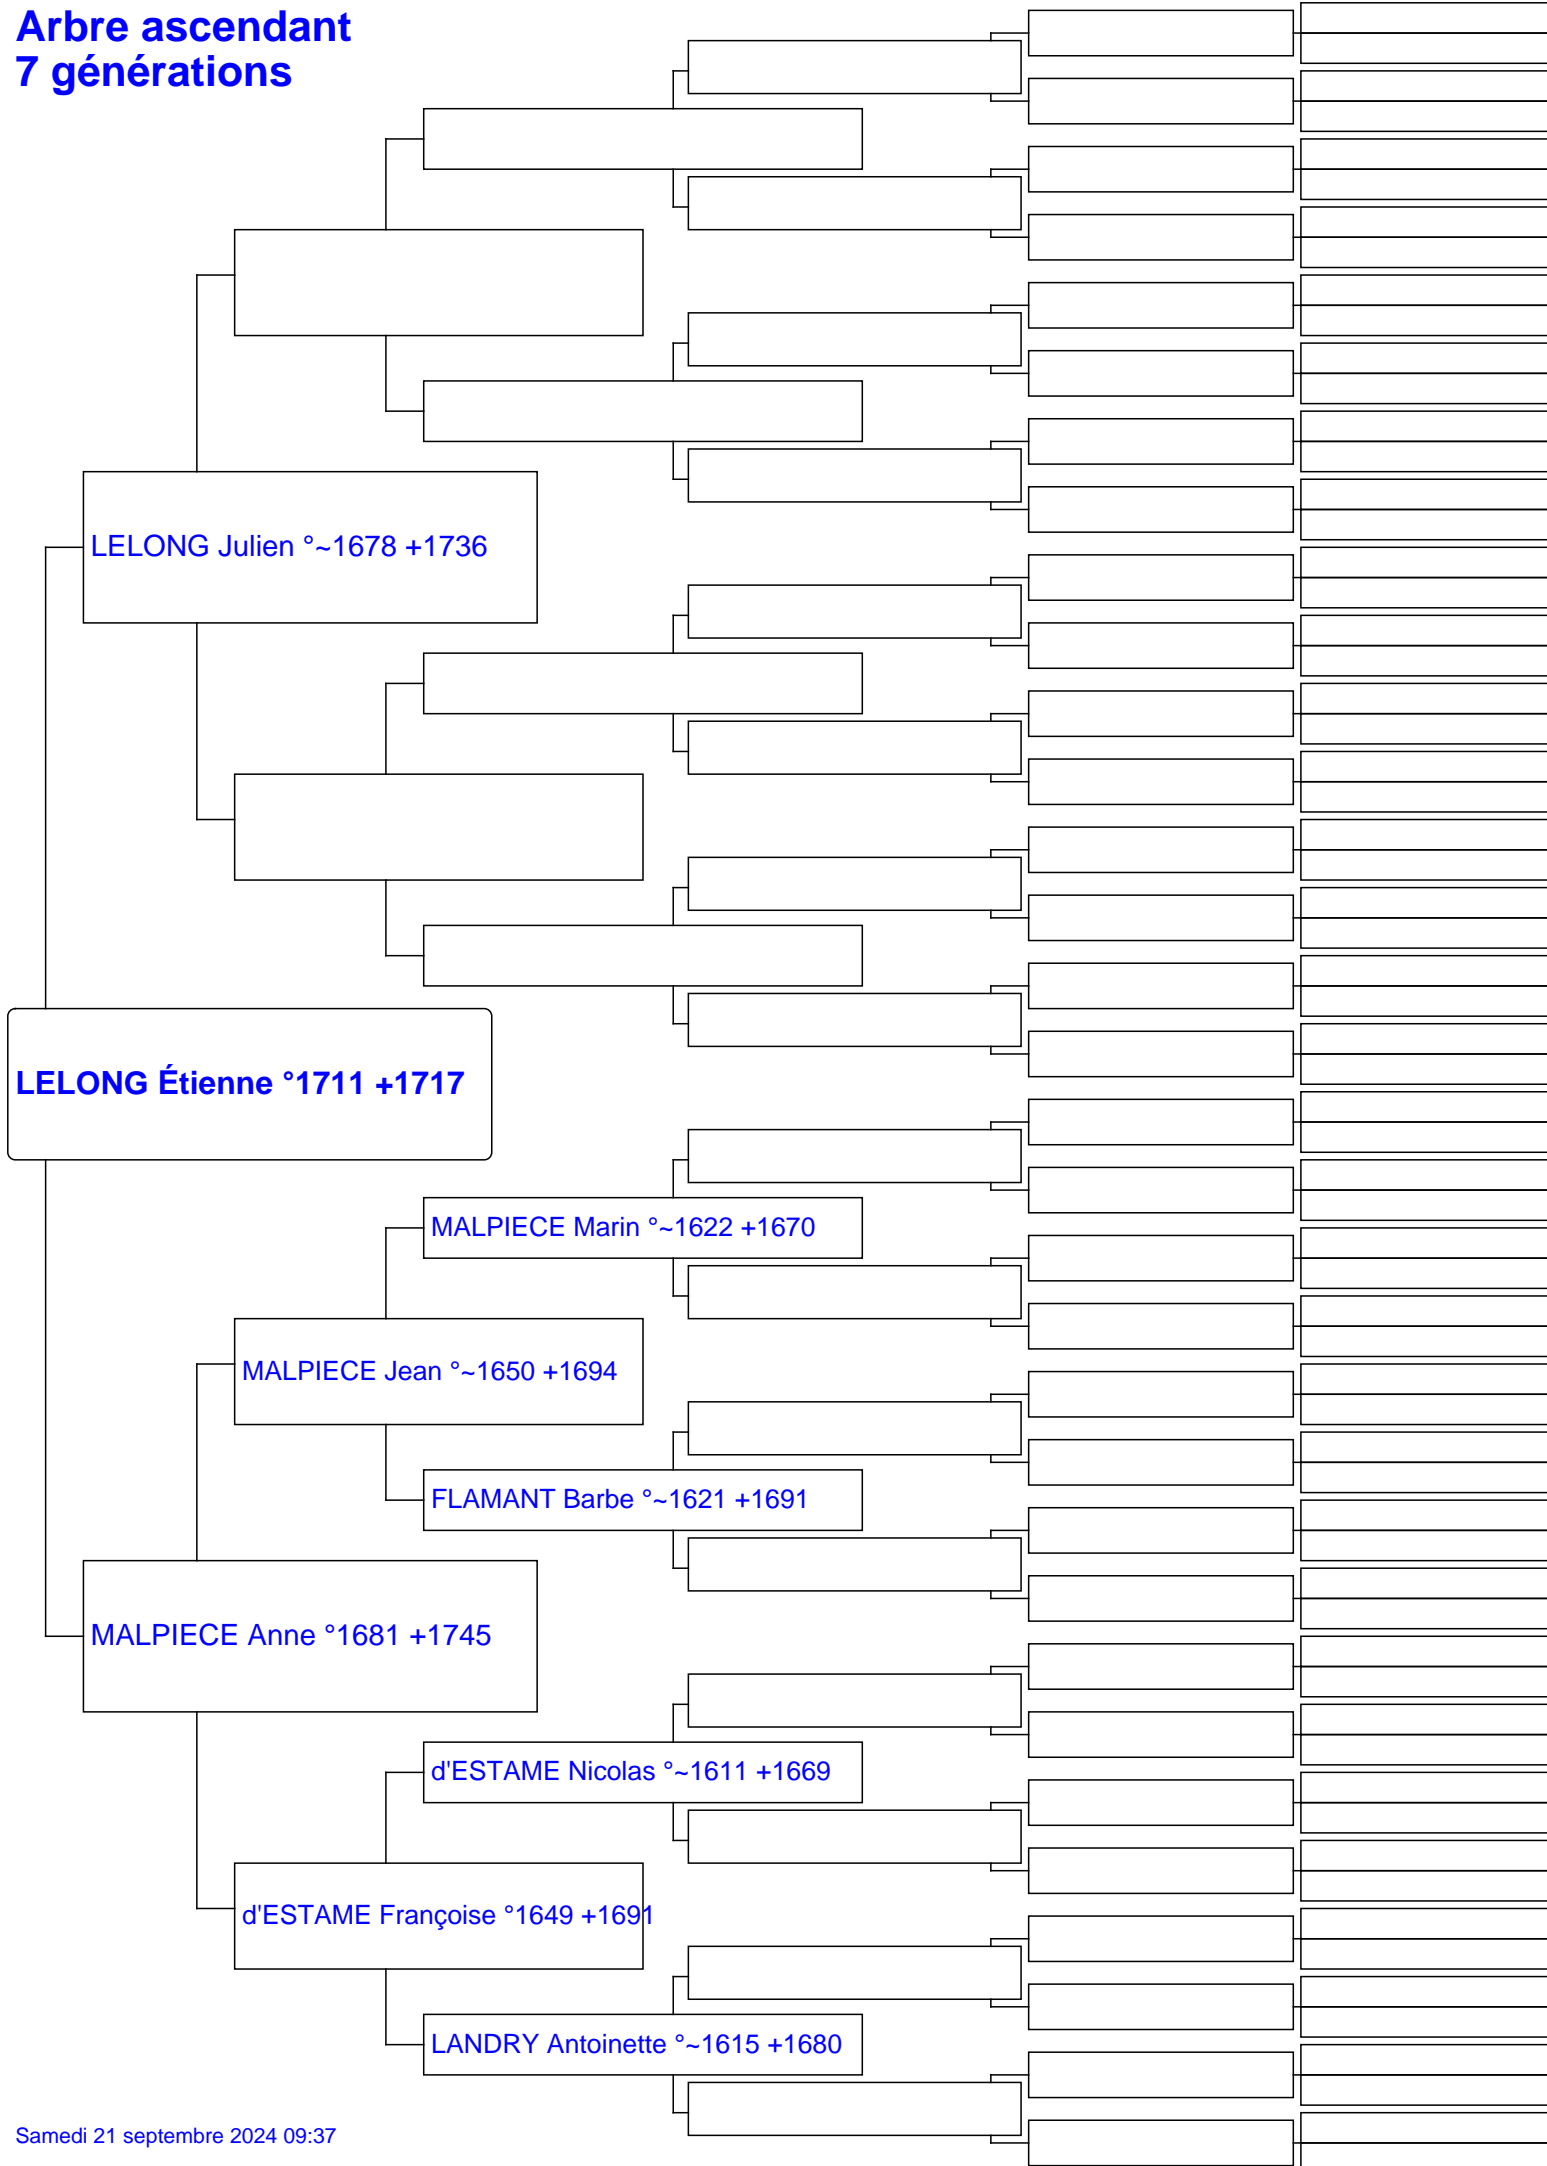 Arbre ascendant
7 générations
LELONG Julien °~1678 +1736
LELONG Étienne °1711 +1717
MALPIECE Marin °~1622 +1670
MALPIECE Jean °~1650 +1694
FLAMANT Barbe °~1621 +1691
MALPIECE Anne °1681 +1745
d'ESTAME Nicolas °~1611 +1669
d'ESTAME Françoise °1649 +1691
LANDRY Antoinette °~1615 +1680
Samedi 21 septembre 2024 09:37